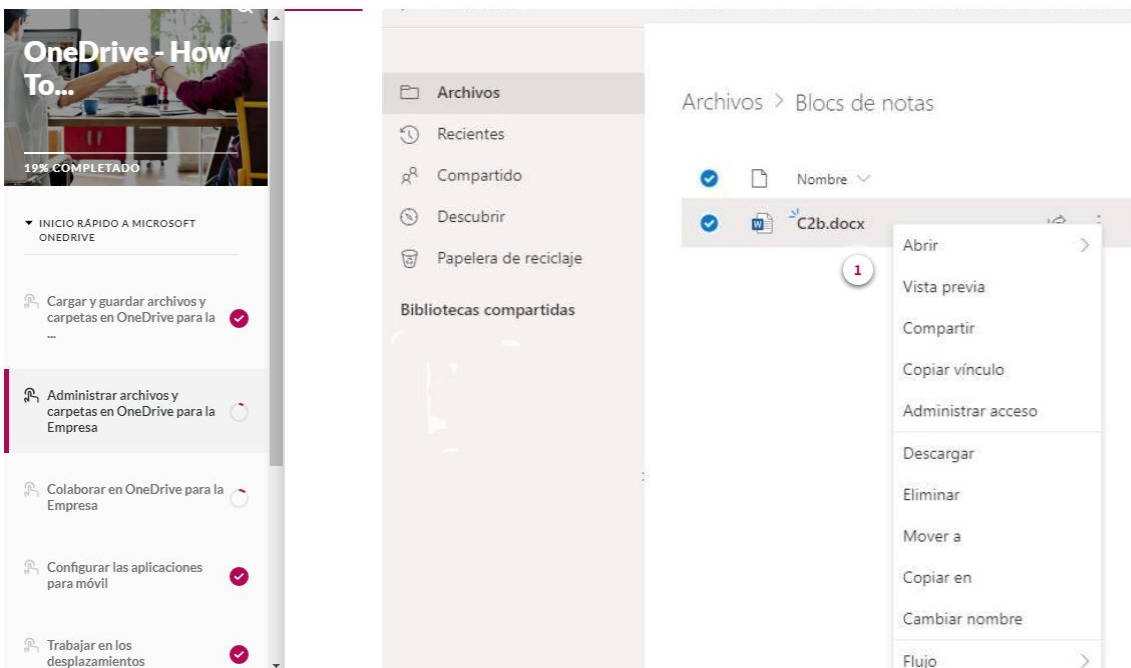 OneDrive - How
To...
19% COMPLETADO
INICIO RÁPIDO A MICROSOFT
ONEDRIVE
Cargar y guardar archivos y
carpetas en OneDrive para la
...
Administrar archivos y
carpetas en OneDrive para la
Empresa
Colaborar en OneDrive para la
Empresa
Configurar las aplicaciones
para móvil
Trabajar en los
desplazamientos
Archivos
Recientes
Compartido
Descubrir
Papelera de reciclaje
Bibliotecas compartidas
Archivos > Blocs de notas
Nombre
C2b.docx
1
Abrir
Vista previa
Compartir
Copiar vínculo
Administrar acceso
Descargar
Eliminar
Mover a
Copiar en
Cambiar nombre
Flujo